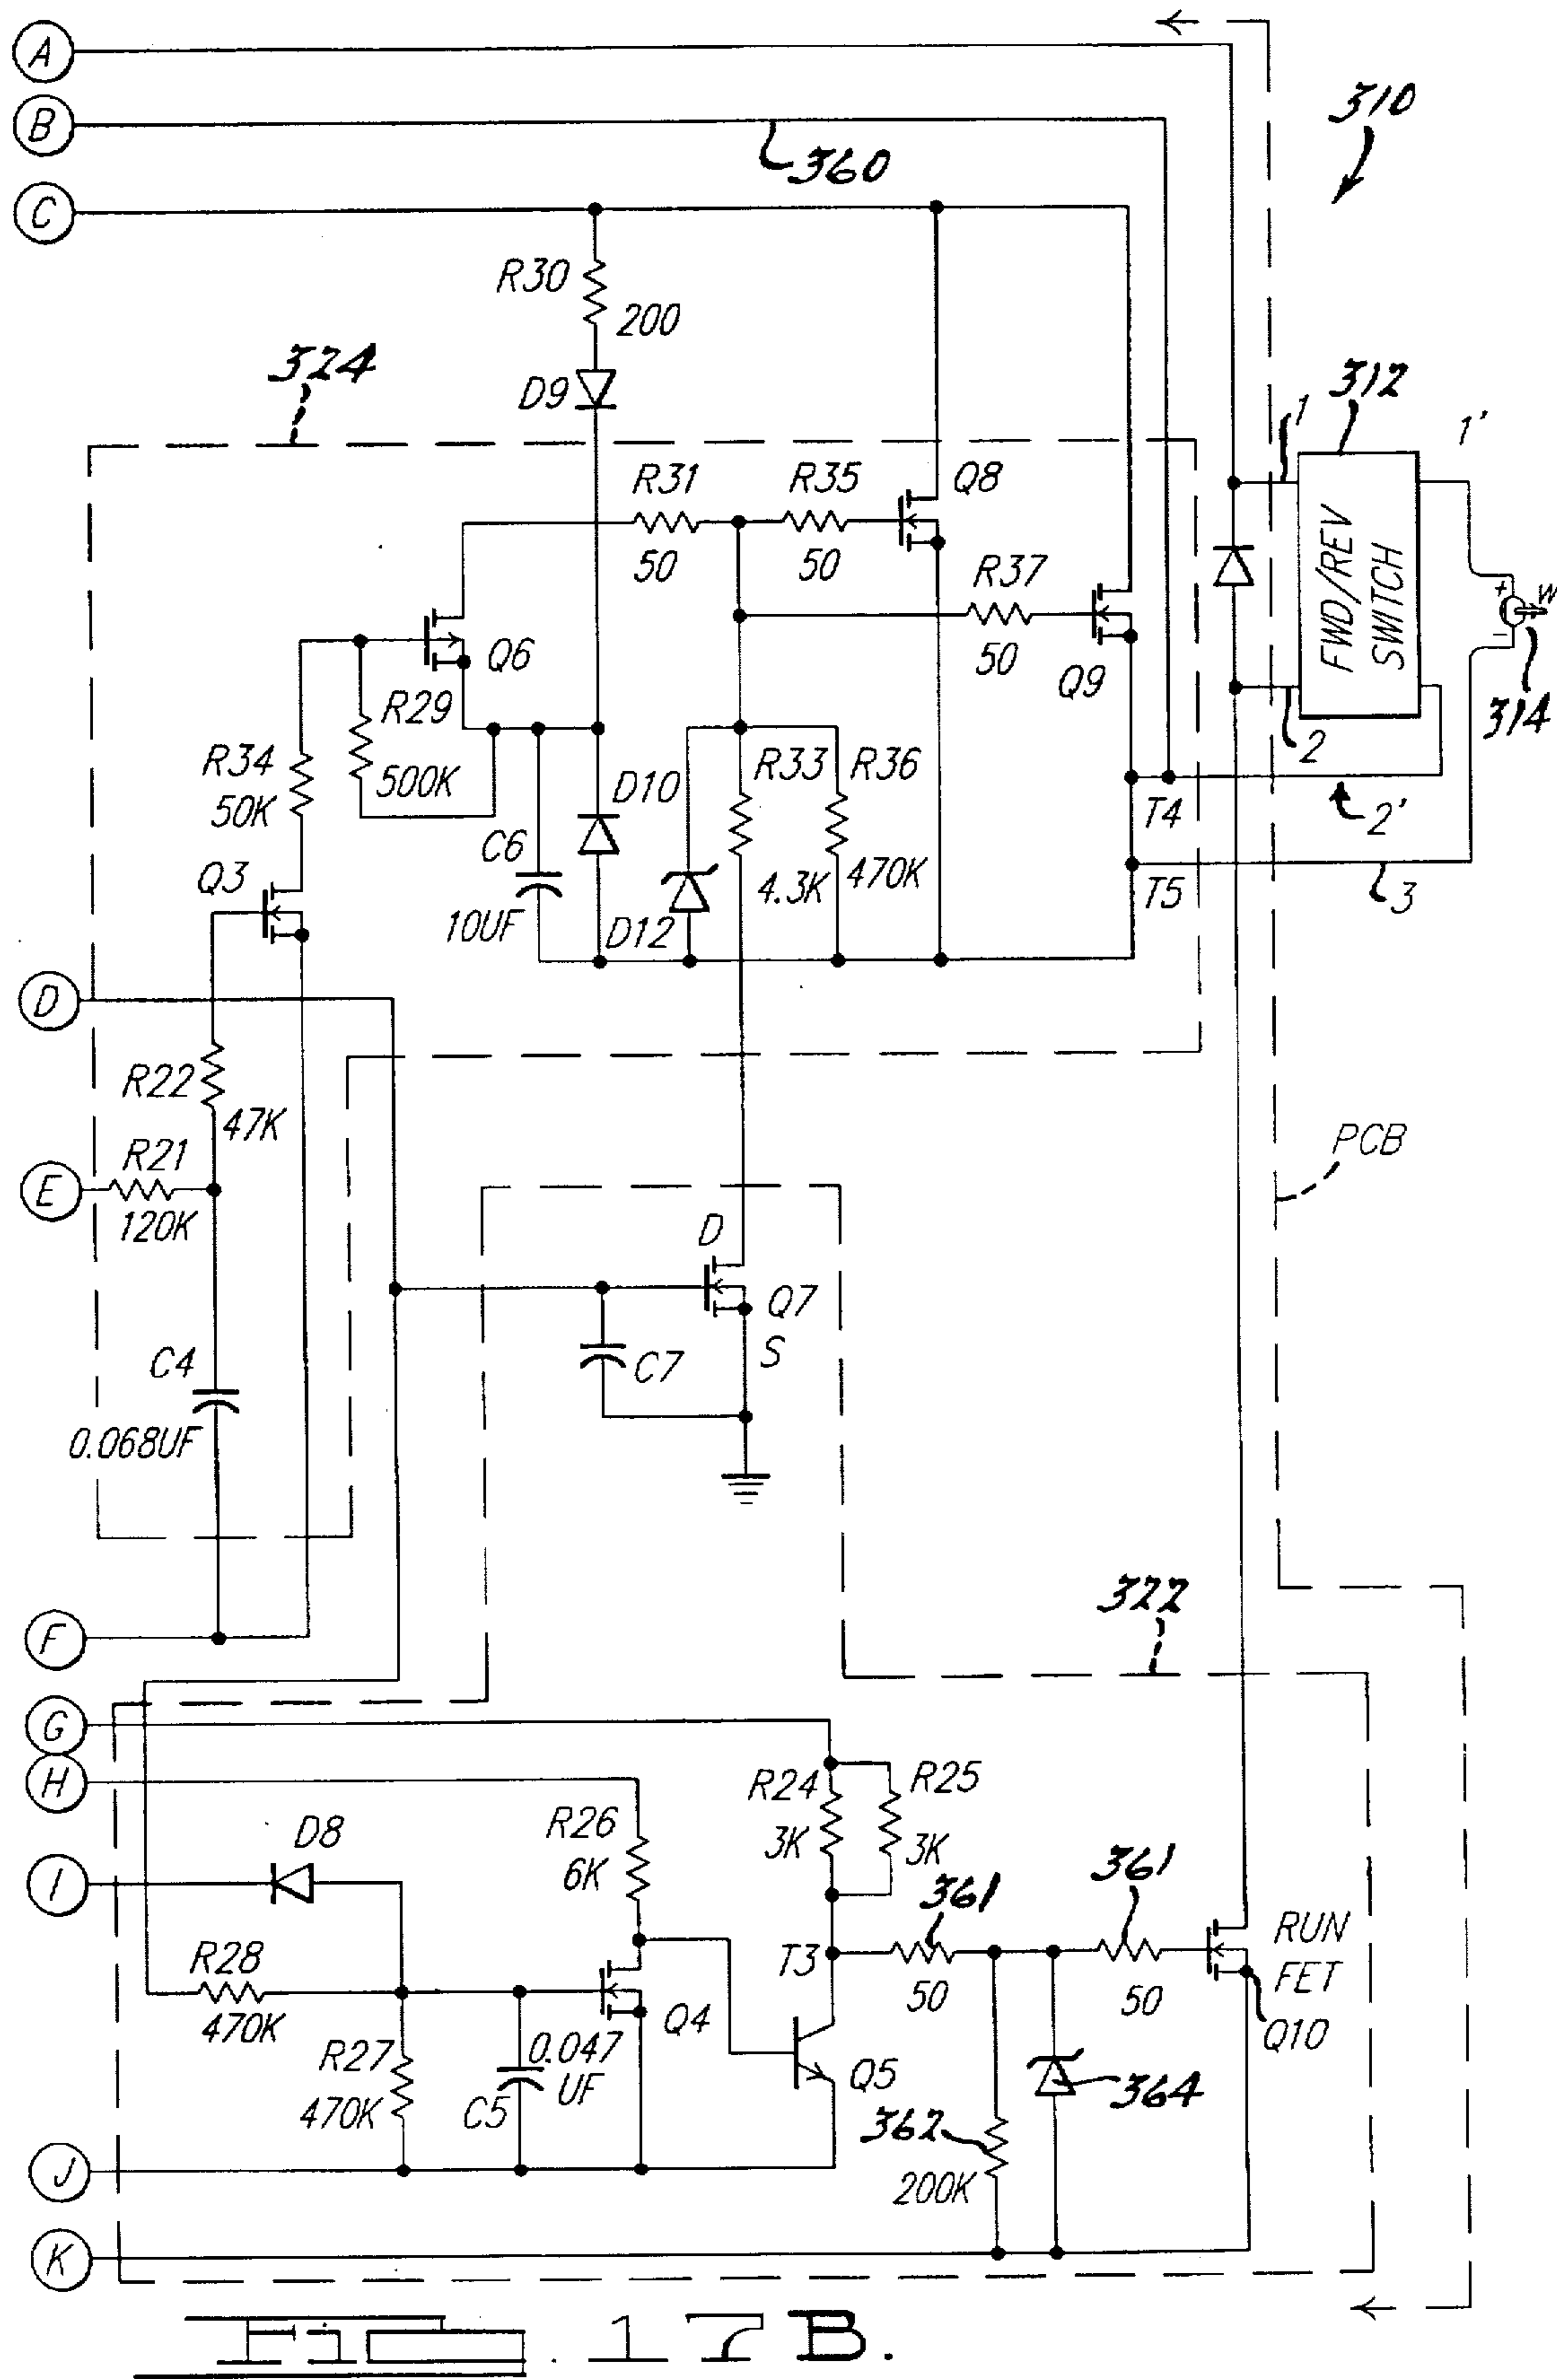 A
310
B
360
C
R30
200
324
D9
312
1
1'
R31
R35
Q8
50
50
R37
FWD/REV
SWITCH
+
W
-
50
Q6
Q9
314
R29
2
R34
R33
R36
500K
D10
50K
T4
2'
C6
Q3
4.3K
470K
T5
3
10UF
D12
D
R22
47K
PCB
R21
E
120K
D
Q7
C4
C7
S
0.068UF
322
F
G
R24
R25
H
R26
D8
3K
3K
6K
361
361
I
RUN
FET
R28
T3
50
50
470K
Q4
Q10
R27
0.047
UF
Q5
364
470K
C5
362
J
200K
K
FIG. 17B.